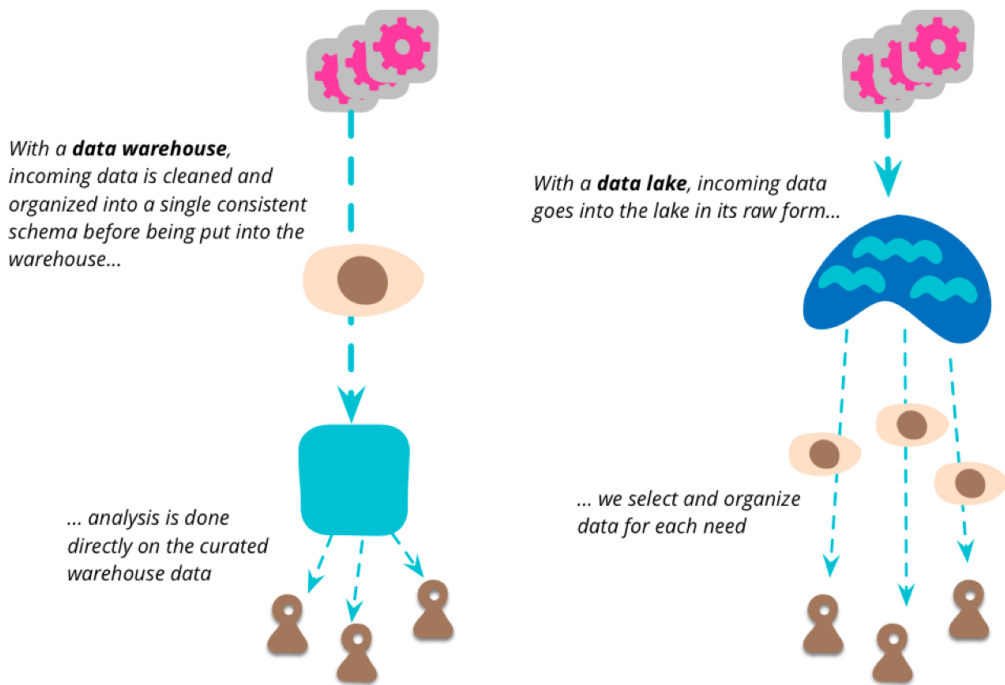 With a data warehouse,
incoming data is cleaned and
organized into a single consistent
schema before being put into the
warehouse...
... analysis is done
directly on the curated
warehouse data
With a data lake, incoming data
goes into the lake in its raw form...
... we select and organize
data for each need